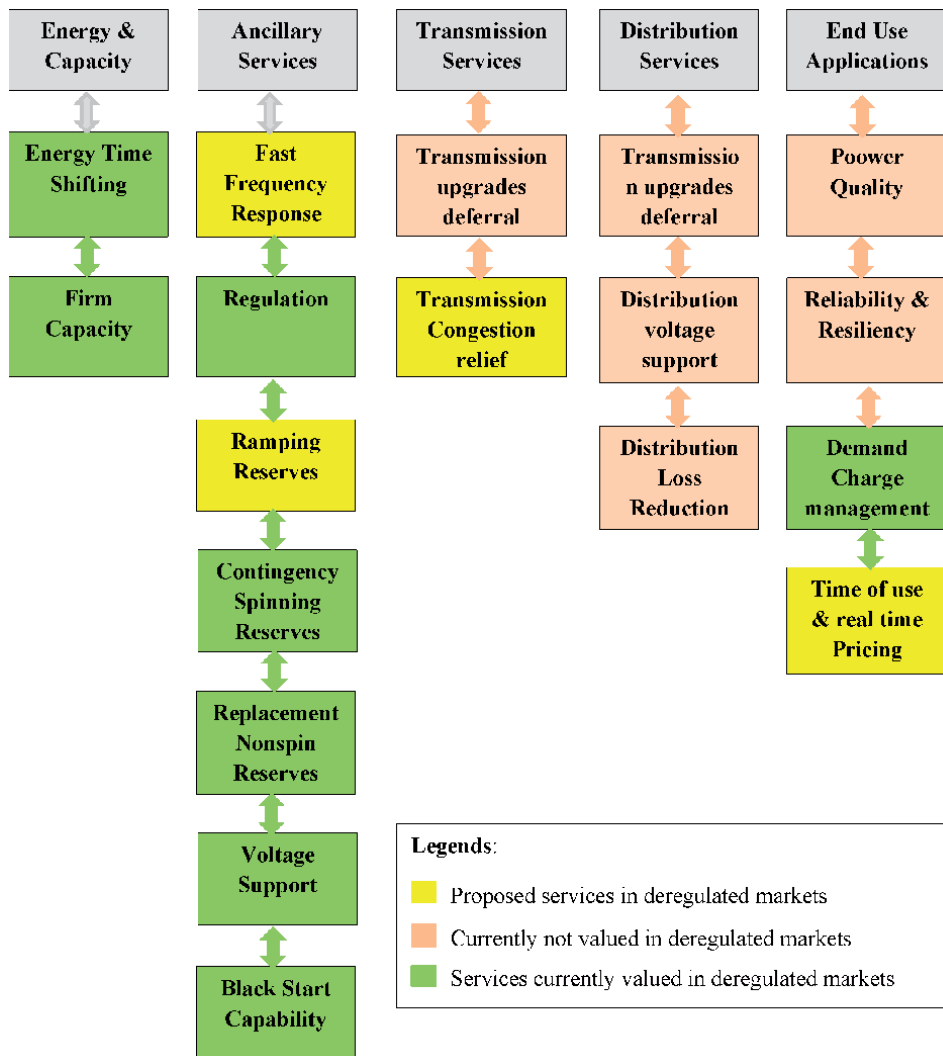 Energy &
Capacity
Energy Time
Shifting
Firm
Capacity
Ancillary
Services
Fast
Frequency
Response
Regulation
Ramping
Reserves
Contingency
Spinning
Reserves
Replacement
Nonspin
Reserves
Voltage
Support
Black Start
Capability
Transmission
Services
Transmission
upgrades
deferral
Transmission
Congestion
relief
Distribution
Services
Transmissio
n upgrades
deferral
Distribution
voltage
support
Distribution
Loss
Reduction
End Use
Applications
Poower
Quality
Reliability &
Resiliency
Demand
Charge
management
Time of use
& real time
Pricing
Legends:
Proposed services in deregulated markets
Currently not valued in deregulated markets
Services currently valued in deregulated markets